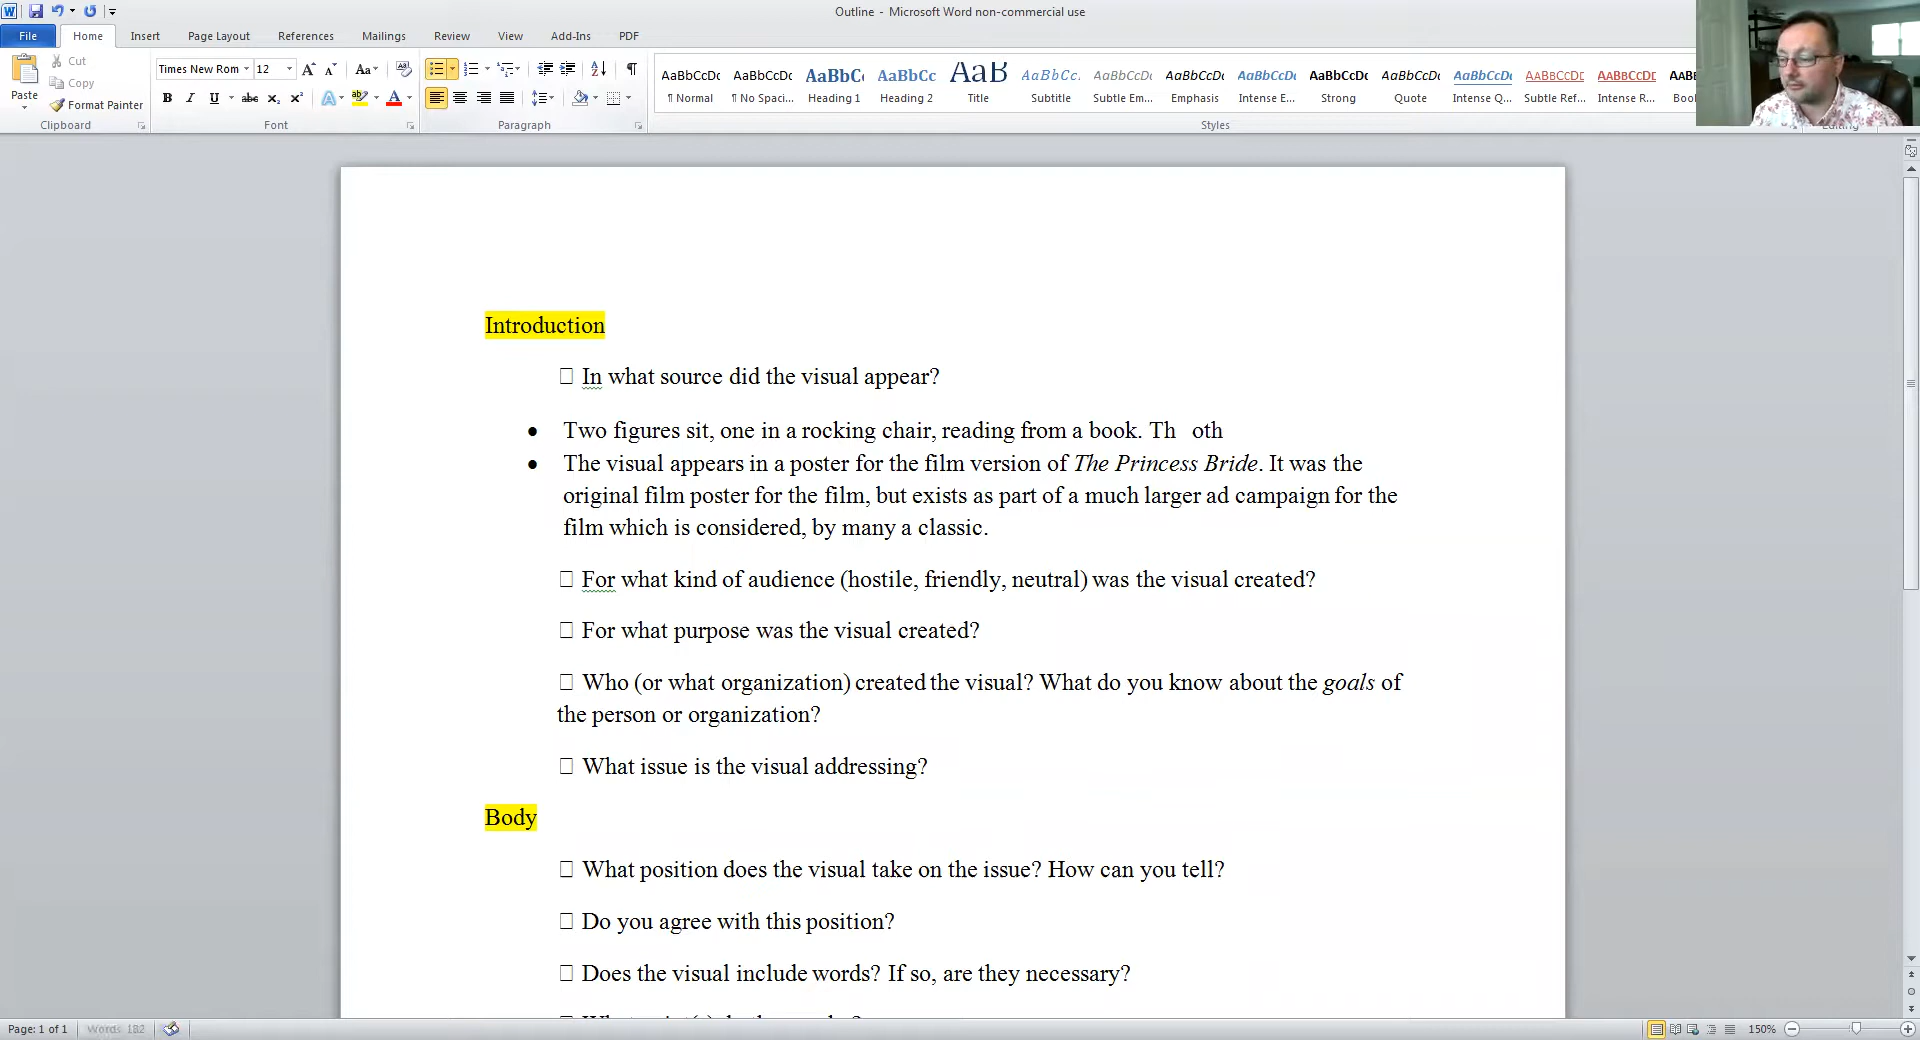 Outline - Microsoft Word non-commercial use
File Home Insert Page Layout References Mailings Review View Add-Ins PDF
Paste
Cut
Copy
Format Painter
Clipboard
Times New Rom 12
Font
Paragraph
AaBbCcDc AaBbCcDc AaBbCc AaBbCc AaB AaBbCc. AaBbCcDc AaBbCcDc AaBbCcDc AaBbCcDc AaBbCcDc AaBbCcDc AaBbCcDc AaBbCcDc
¶ Normal ¶ No Spaci... Heading 1 Heading 2 Title Subtitle Subtle Em... Emphasis Intense E... Strong Quote Intense Q... Subtle Ref... Intense R...
Styles
Introduction
In what source did the visual appear?
• Two figures sit, one in a rocking chair, reading from a book. Th oth
• The visual appears in a poster for the film version of The Princess Bride. It was the
original film poster for the film, but exists as part of a much larger ad campaign for the
film which is considered, by many a classic.
For what kind of audience (hostile, friendly, neutral) was the visual created?
For what purpose was the visual created?
Who (or what organization) created the visual? What do you know about the goals of
the person or organization?
What issue is the visual addressing?
Body
What position does the visual take on the issue? How can you tell?
Do you agree with this position?
Does the visual include words? If so, are they necessary?
Page: 1 of 1 Words: 182 150%